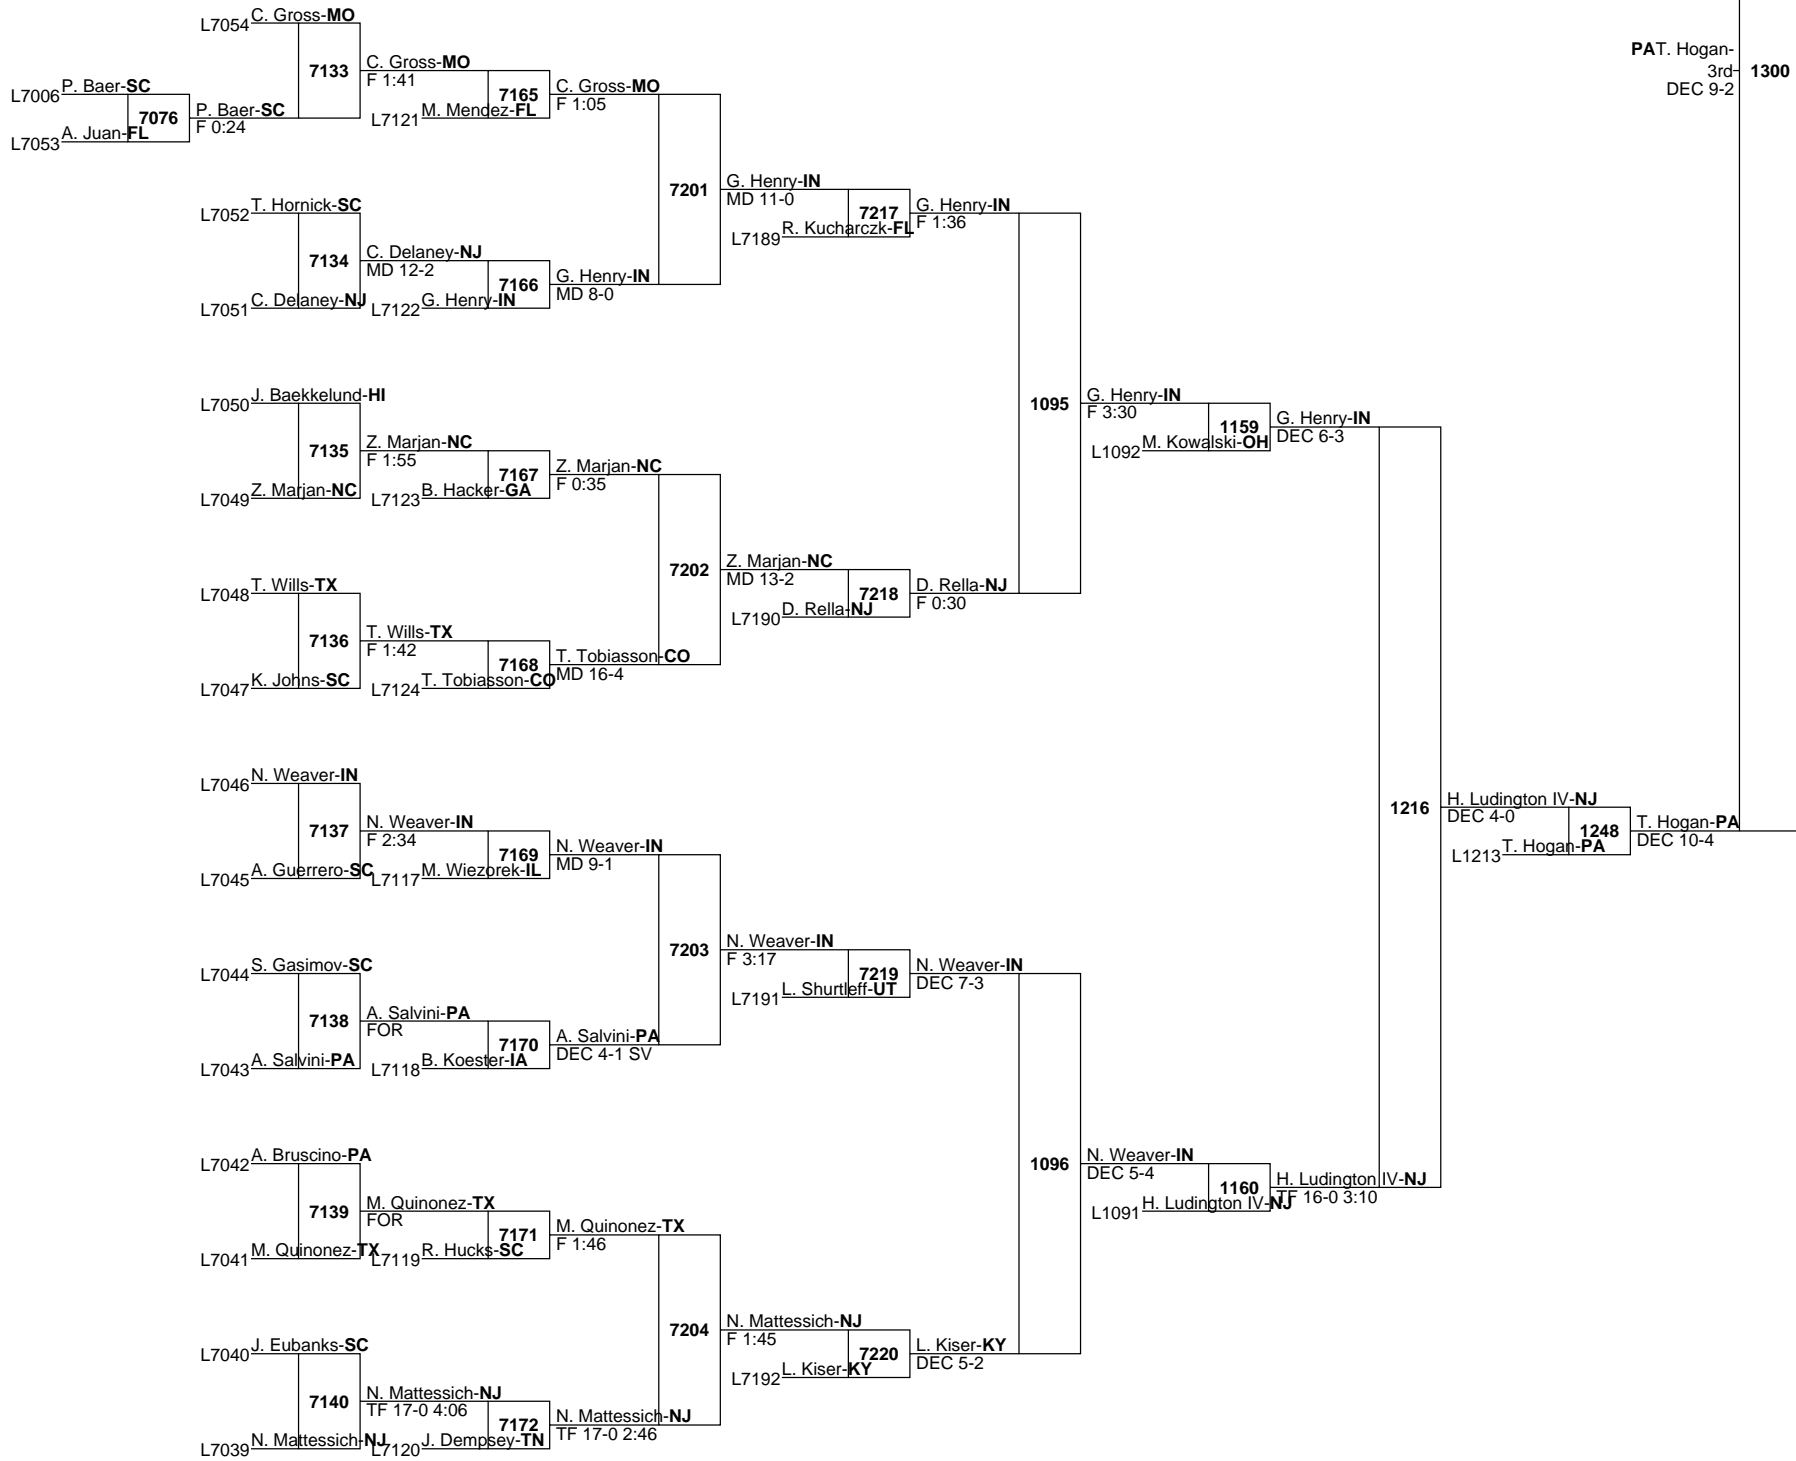 C. Gross-MO
L7054
7133
C. Gross-MO
F 1:41
P. Baer-SC
L7006
7076
P. Baer-SC
F 0:24
A. Juan-FL
L7053
7165
C. Gross-MO
F 1:05
M. Mendez-FL
L7121
7201
G. Henry-IN
MD 11-0
T. Hornick-SC
L7052
7134
C. Delaney-NJ
MD 12-2
C. Delaney-NJ
L7051
7166
G. Henry-IN
MD 8-0
G. Henry-IN
L7122
7217
G. Henry-IN
F 1:36
R. Kucharczk-FL
L7189
J. Baekkelund-HI
L7050
7135
Z. Marjan-NC
F 1:55
Z. Marjan-NC
L7049
7167
Z. Marjan-NC
F 0:35
B. Hacker-GA
L7123
7202
Z. Marjan-NC
MD 13-2
T. Wills-TX
L7048
7136
T. Wills-TX
F 1:42
K. Johns-SC
L7047
7168
T. Tobiasson-CO
MD 16-4
T. Tobiasson-CO
L7124
7218
D. Rella-NJ
F 0:30
D. Rella-NJ
L7190
1095
G. Henry-IN
F 3:30
1159
G. Henry-IN
DEC 6-3
M. Kowalski-OH
L1092
N. Weaver-IN
L7046
7137
N. Weaver-IN
F 2:34
A. Guerrero-SC
L7045
7169
N. Weaver-IN
MD 9-1
M. Wiezorek-IL
L7117
7203
N. Weaver-IN
F 3:17
S. Gasimov-SC
L7044
7138
A. Salvini-PA
FOR
A. Salvini-PA
L7043
7170
A. Salvini-PA
DEC 4-1 SV
B. Koester-IA
L7118
7219
N. Weaver-IN
DEC 7-3
L. Shurtleff-UT
L7191
A. Bruscino-PA
L7042
7139
M. Quinonez-TX
FOR
M. Quinonez-TX
L7041
7171
M. Quinonez-TX
F 1:46
R. Hucks-SC
L7119
7204
N. Mattessich-NJ
F 1:45
J. Eubanks-SC
L7040
7140
N. Mattessich-NJ
TF 17-0 4:06
N. Mattessich-NJ
L7039
7172
N. Mattessich-NJ
TF 17-0 2:46
J. Dempsey-TN
L7120
7220
L. Kiser-KY
DEC 5-2
L. Kiser-KY
L7192
1096
N. Weaver-IN
DEC 5-4
1160
H. Ludington IV-NJ
TF 16-0 3:10
H. Ludington IV-NJ
L1091
1216
H. Ludington IV-NJ
DEC 4-0
1248
T. Hogan-PA
DEC 10-4
T. Hogan-PA
L1213
PAT. Hogan-
3rd
DEC 9-2
1300